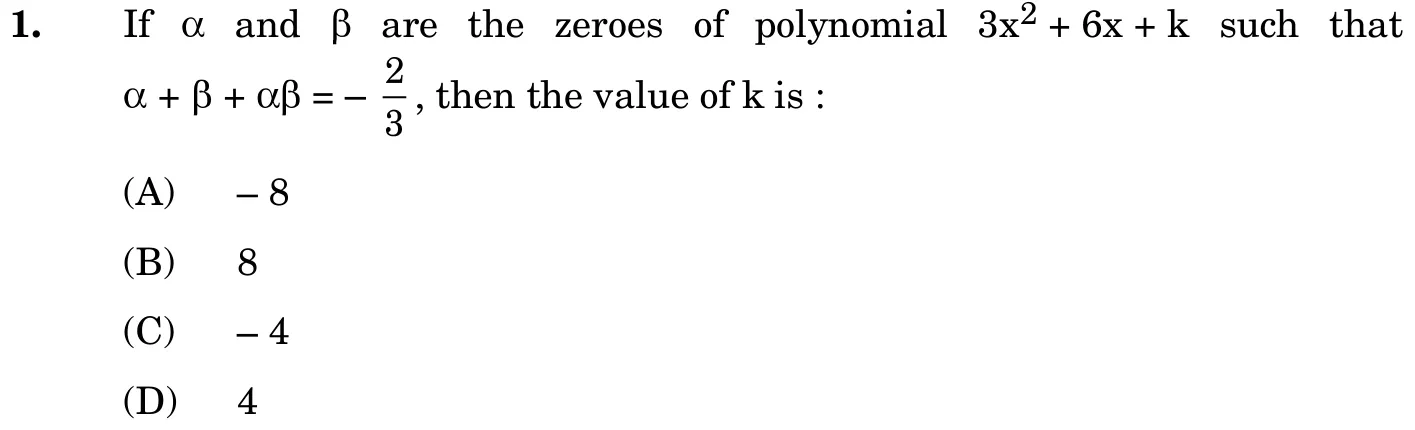 1. If α and β are the zeroes of polynomial 3x² + 6x + k such that
α + β + αβ = – 2/3, then the value of k is :
(A) – 8
(B) 8
(C) – 4
(D) 4